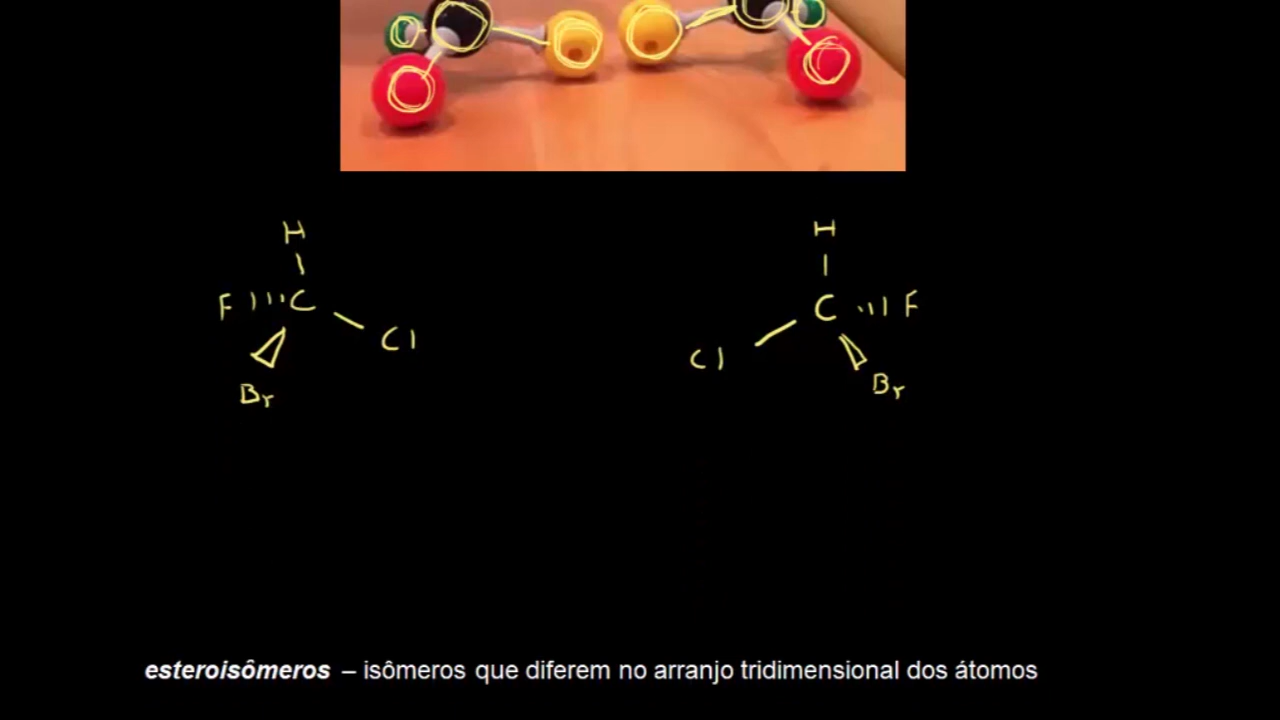 H H
F C C F
Cl Cl
Br Br
esteroisômeros – isômeros que diferem no arranjo tridimensional dos átomos